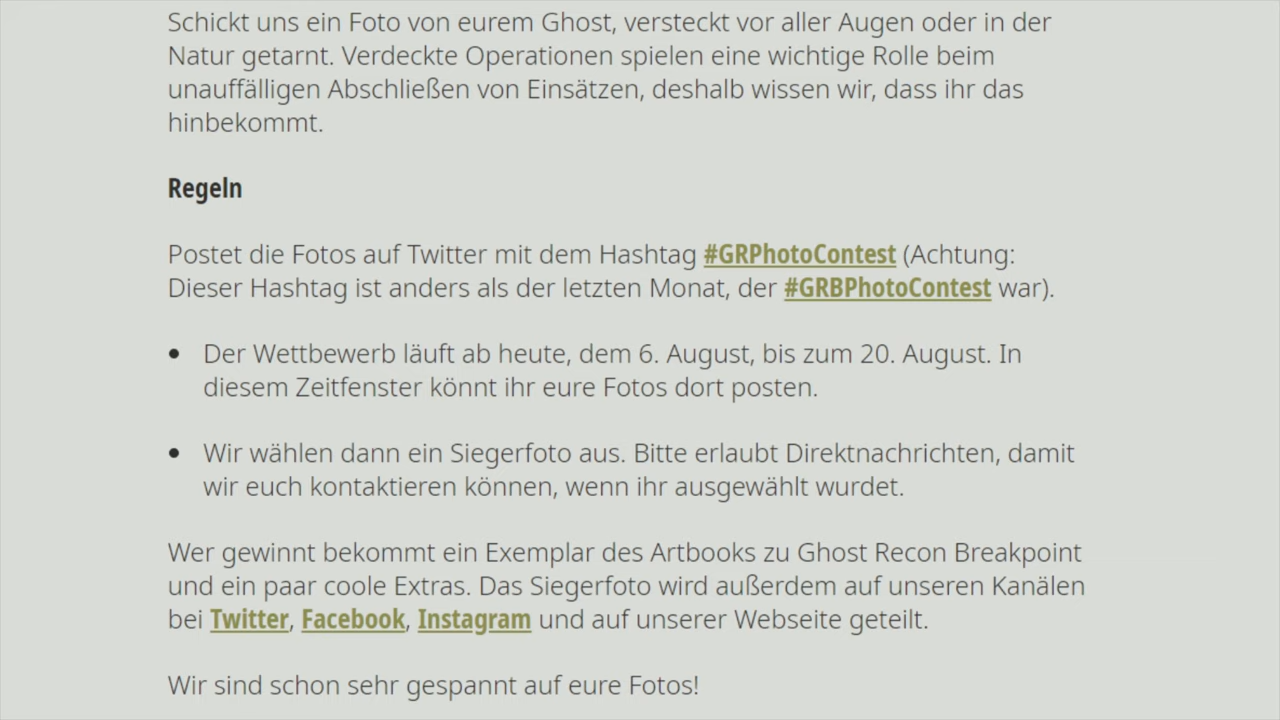 Schickt uns ein Foto von eurem Ghost, versteckt vor aller Augen oder in der
Natur getarnt. Verdeckte Operationen spielen eine wichtige Rolle beim
unauffälligen Abschließen von Einsätzen, deshalb wissen wir, dass ihr das
hinbekommt.
Regeln
Postet die Fotos auf Twitter mit dem Hashtag #GRPhotoContest (Achtung:
Dieser Hashtag ist anders als der letzten Monat, der #GRBPhotoContest war).
• Der Wettbewerb läuft ab heute, dem 6. August, bis zum 20. August. In
diesem Zeitfenster könnt ihr eure Fotos dort posten.
• Wir wählen dann ein Siegerfoto aus. Bitte erlaubt Direktnachrichten, damit
wir euch kontaktieren können, wenn ihr ausgewählt wurdet.
Wer gewinnt bekommt ein Exemplar des Artbooks zu Ghost Recon Breakpoint
und ein paar coole Extras. Das Siegerfoto wird außerdem auf unseren Kanälen
bei Twitter, Facebook, Instagram und auf unserer Webseite geteilt.
Wir sind schon sehr gespannt auf eure Fotos!